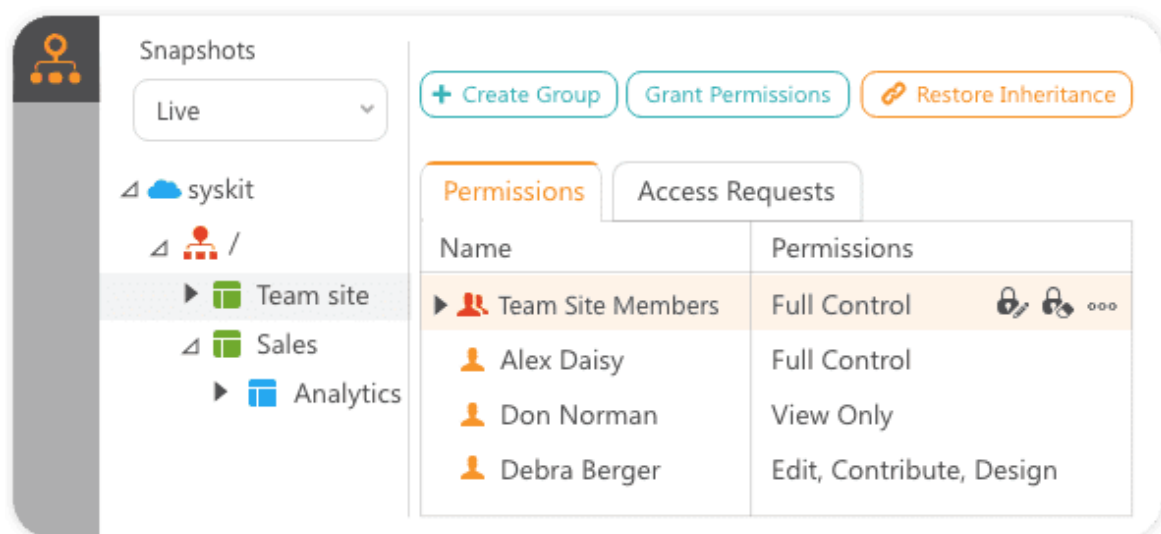 Snapshots
Live
syskit
/
Team site
Sales
Analytics
+ Create Group
Grant Permissions
Restore Inheritance
Permissions
Access Requests
Name
Permissions
Team Site Members
Full Control
Alex Daisy
Full Control
Don Norman
View Only
Debra Berger
Edit, Contribute, Design